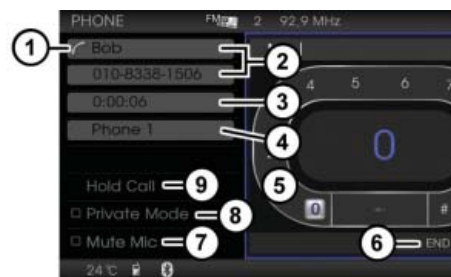 PHONE FM 2 92,9 MHz
1 Bob
2
010-8338-1506
0:00:06 3
Phone 1 4
4 5 6 7
0
5
Hold Call 9
0 #
Private Mode 8
Mute Mic 7
6 END
24℃